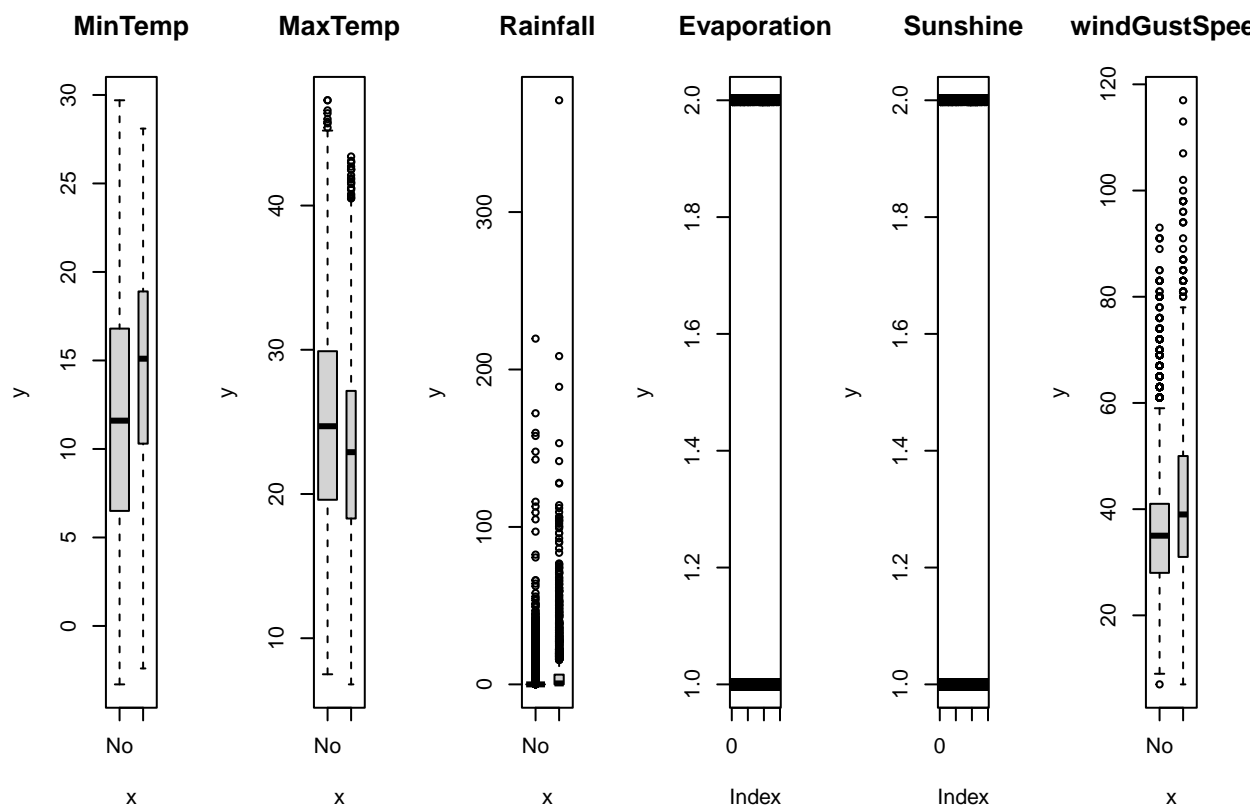 MinTemp
MaxTemp
Rainfall
Evaporation
Sunshine
windGustSpee
y
30
25
20
15
10
5
0
No
x
y
40
30
20
10
No
x
y
300
200
100
0
No
x
y
2.0
1.8
1.6
1.4
1.2
1.0
0
Index
y
2.0
1.8
1.6
1.4
1.2
1.0
0
Index
y
120
100
80
60
40
20
No
x